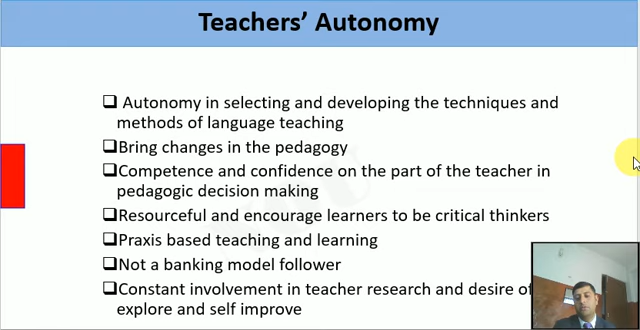 Teachers' Autonomy
Autonomy in selecting and developing the techniques and
methods of language teaching
Bring changes in the pedagogy
Competence and confidence on the part of the teacher in
pedagogic decision making
Resourceful and encourage learners to be critical thinkers
Praxis based teaching and learning
Not a banking model follower
Constant involvement in teacher research and desire of
explore and self improve